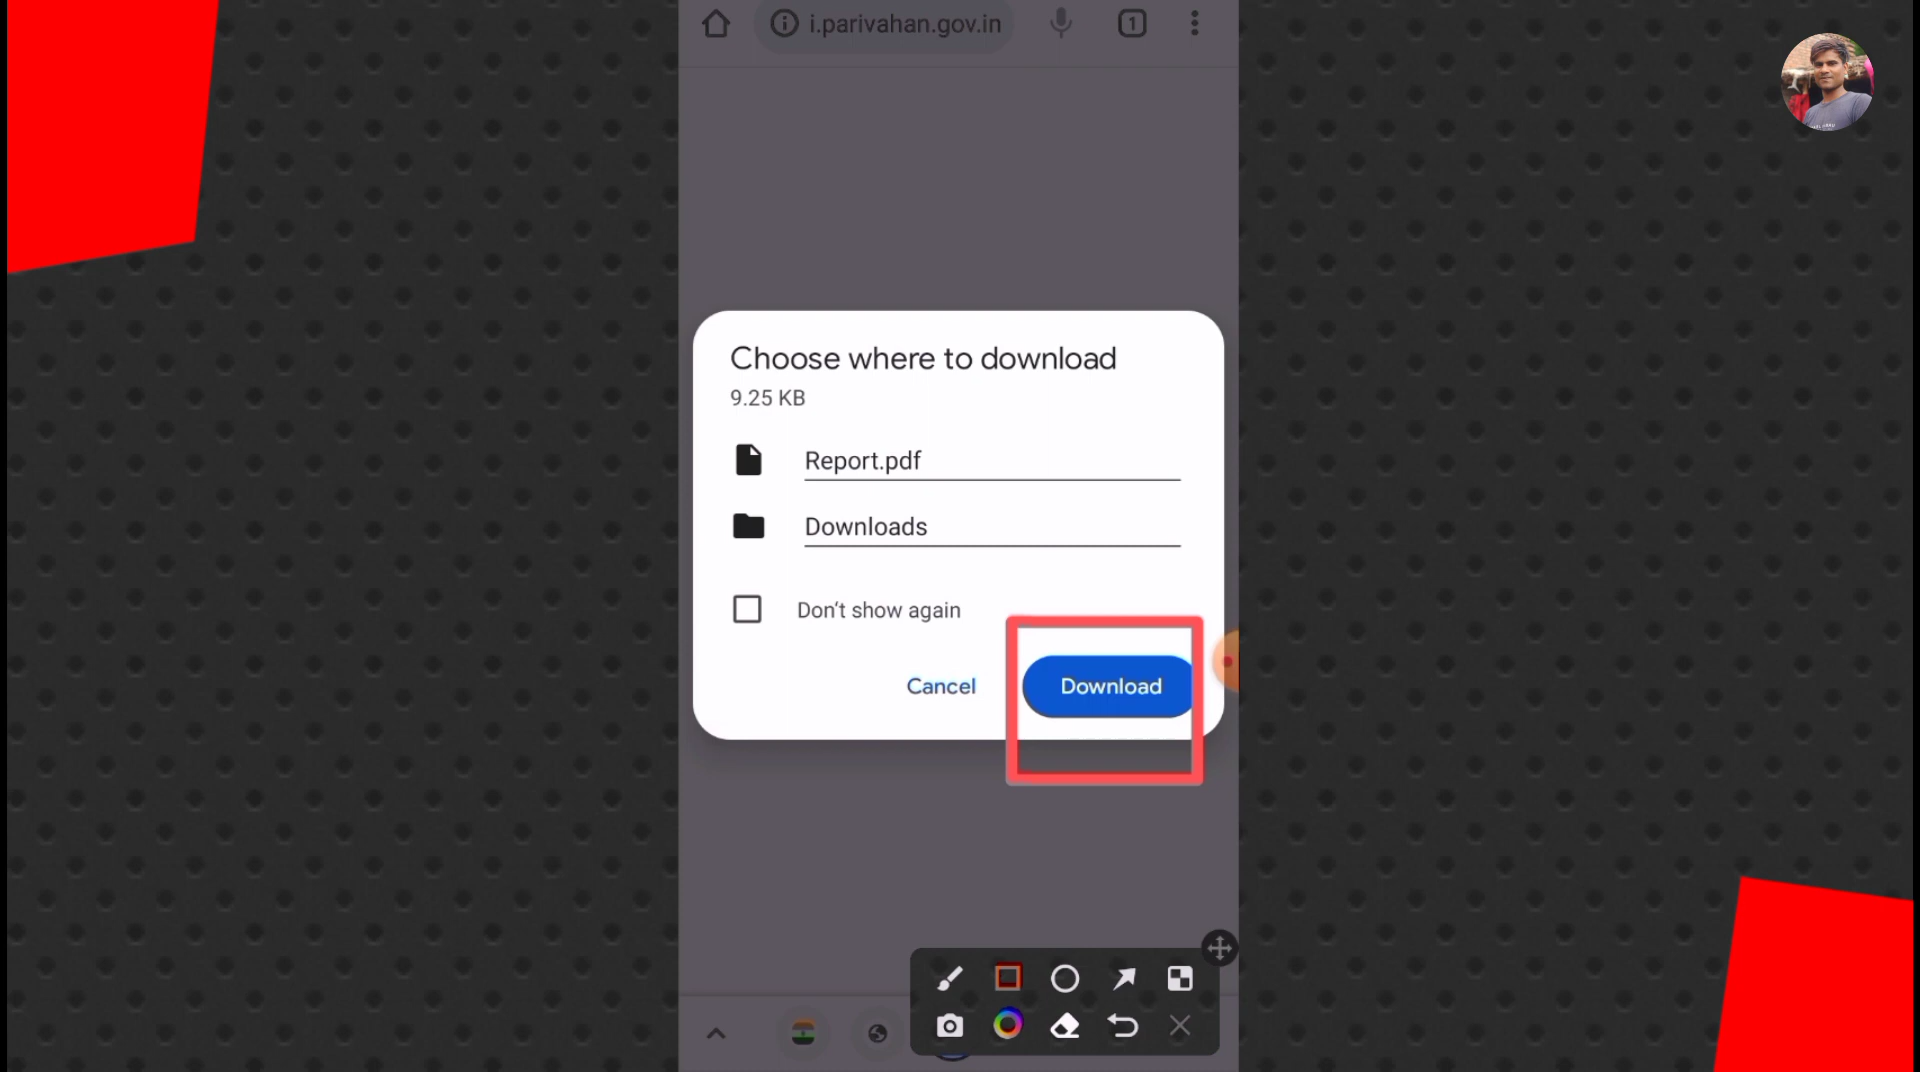 i.parivahan.gov.in
1
Choose where to download
9.25 KB
Report.pdf
Downloads
Don't show again
Cancel
Download